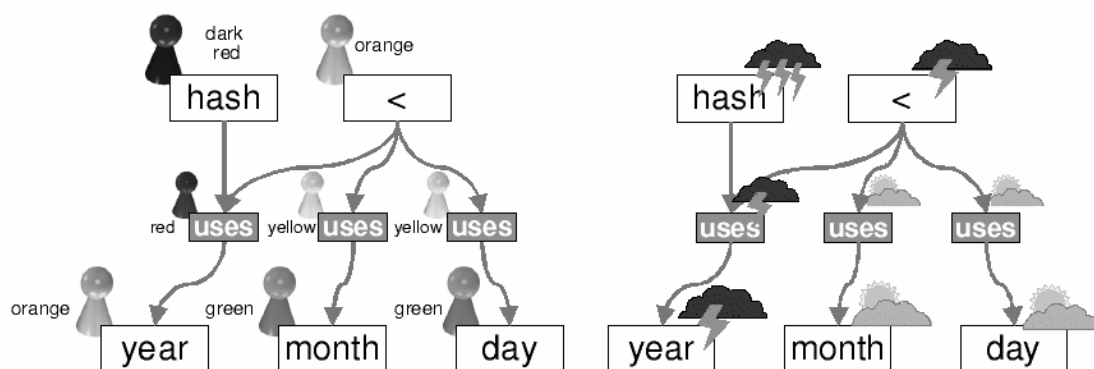 dark
red
orange
hash
<
hash
<
red
uses
yellow
uses
yellow
uses
uses
uses
uses
orange
green
green
year
month
day
year
month
day